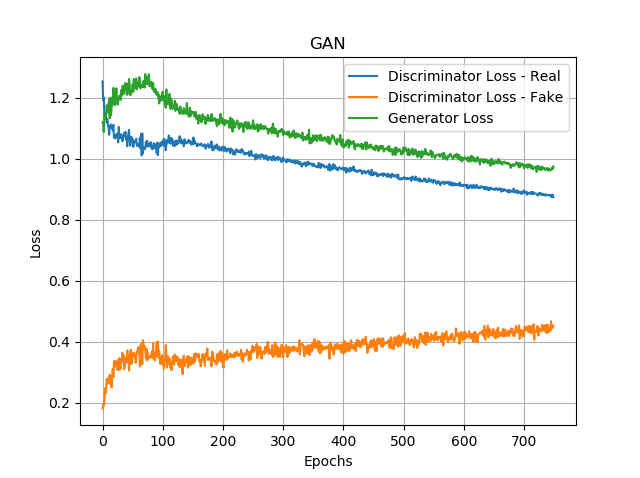 GAN
Discriminator Loss - Real
Discriminator Loss - Fake
Generator Loss
1.2
1.0
0.8
0.6
0.4
0.2
Loss
0 100 200 300 400 500 600 700
Epochs